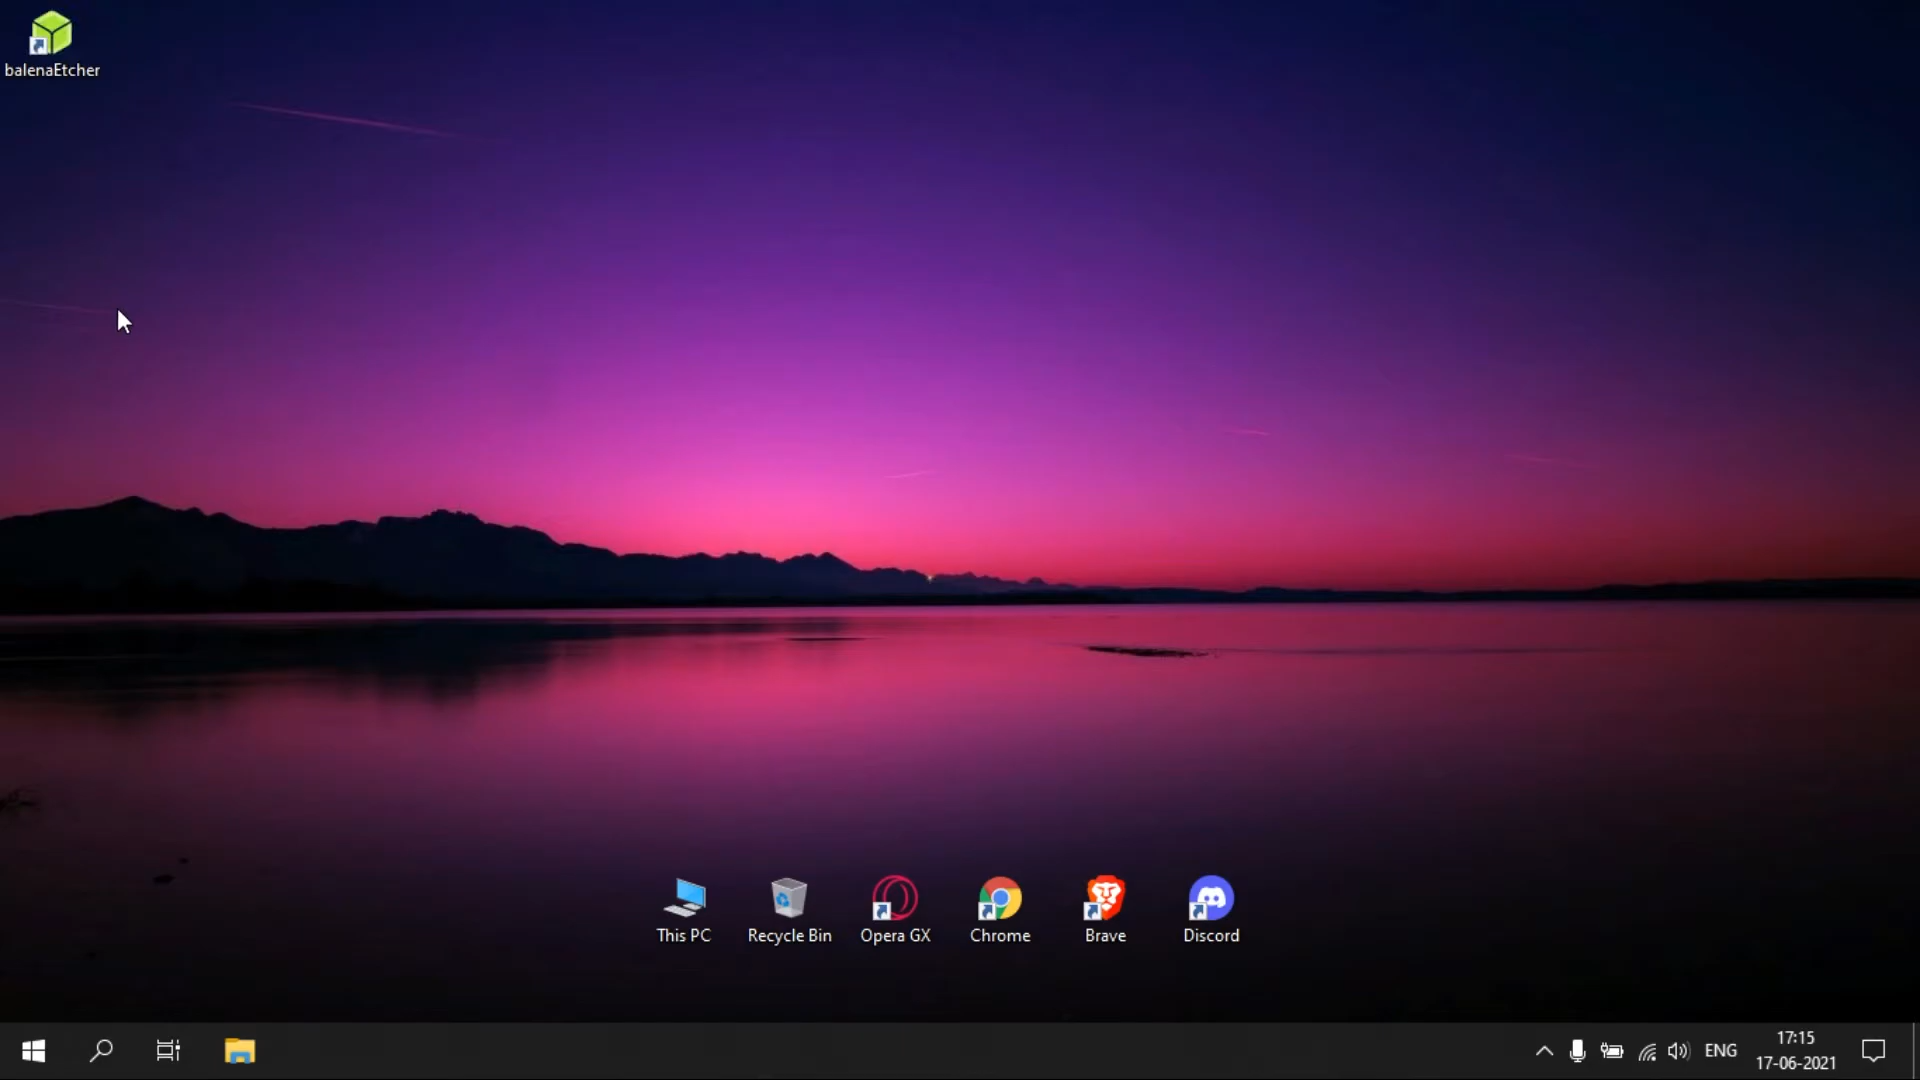 balenaEtcher
This PC
Recycle Bin
Opera GX
Chrome
Brave
Discord
ENG
17:15
17-06-2021